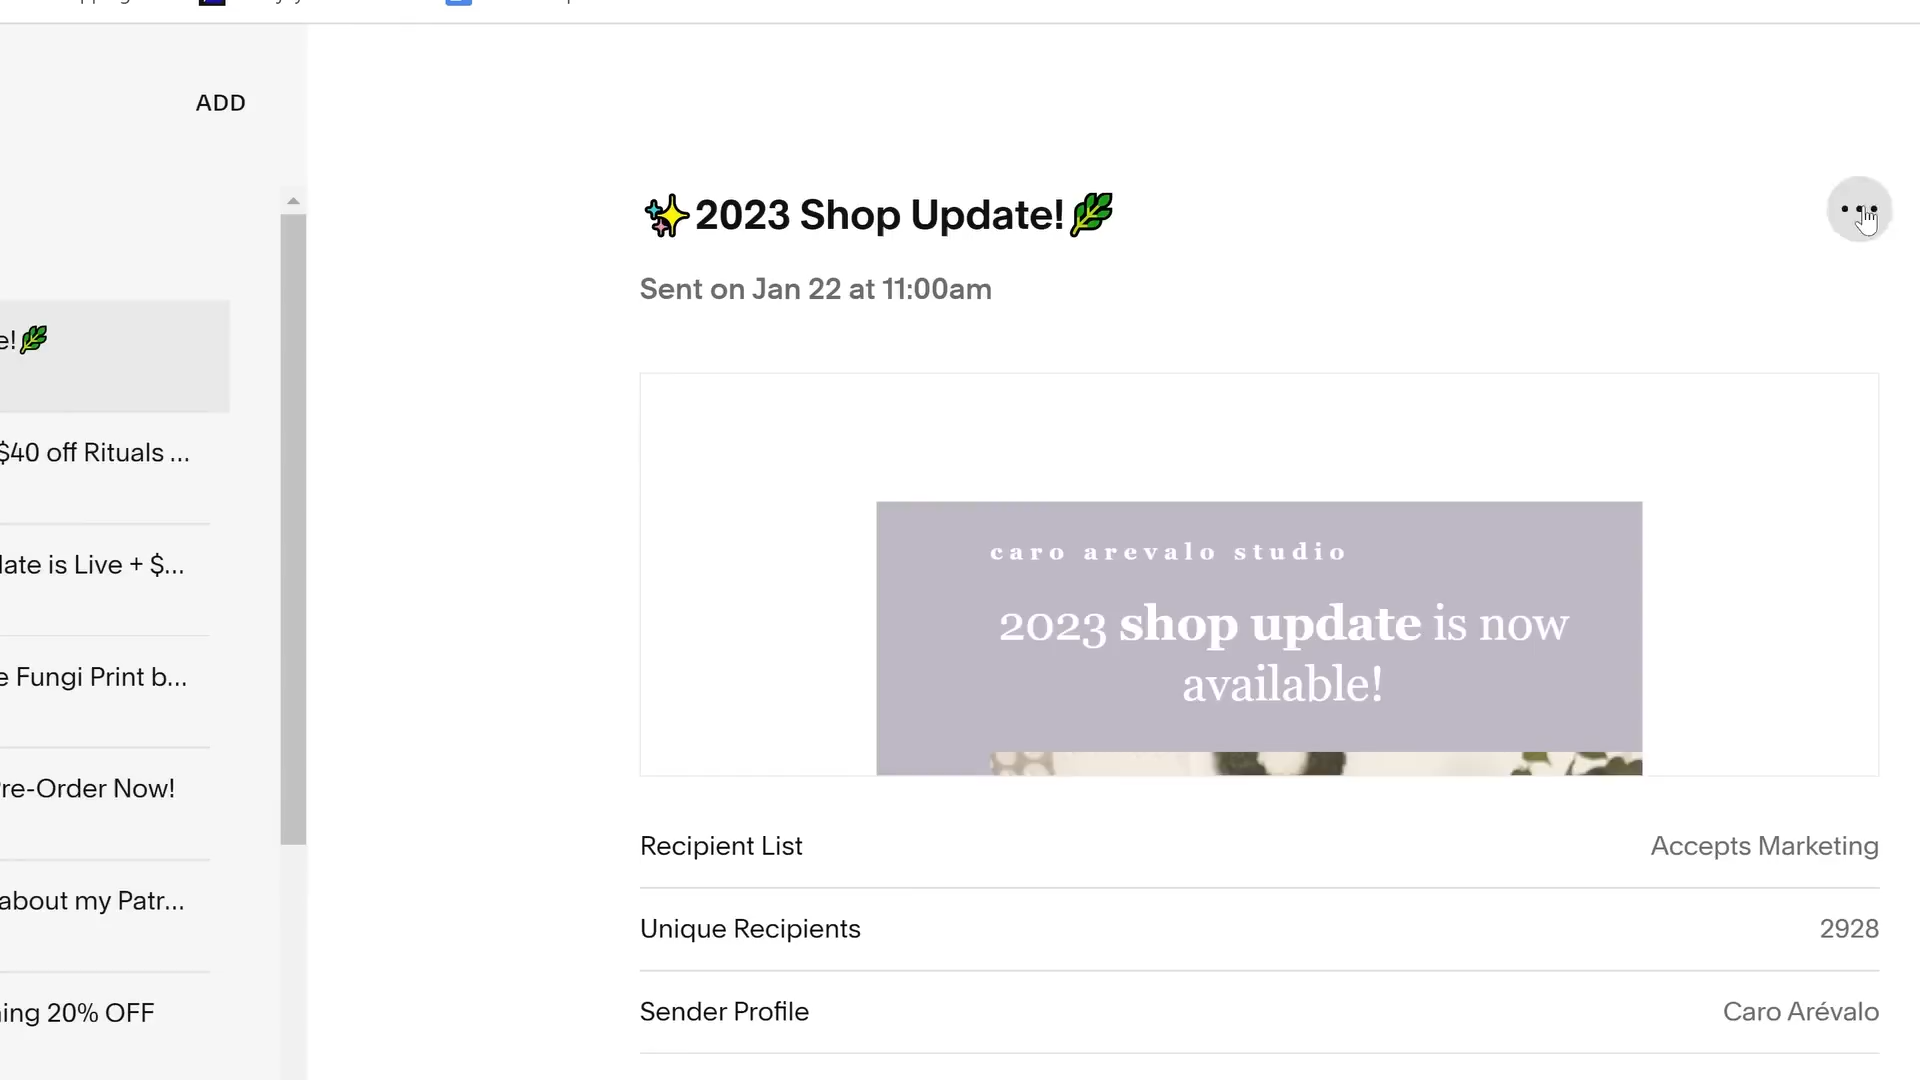 ADD
✨2023 Shop Update!🌿
Sent on Jan 22 at 11:00am
e!🌿
$40 off Rituals ...
late is Live + $...
e Fungi Print b...
re-Order Now!
about my Patr...
ing 20% OFF
caro arevalo studio
2023 shop update is now
available!
Recipient List
Accepts Marketing
Unique Recipients
2928
Sender Profile
Caro Arévalo